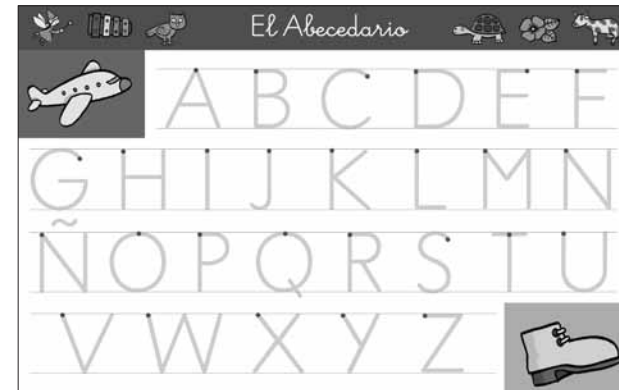 El Abecedario
A B C D E F
G H I J K L M N
Ñ O P Q R S T U
V W X Y Z